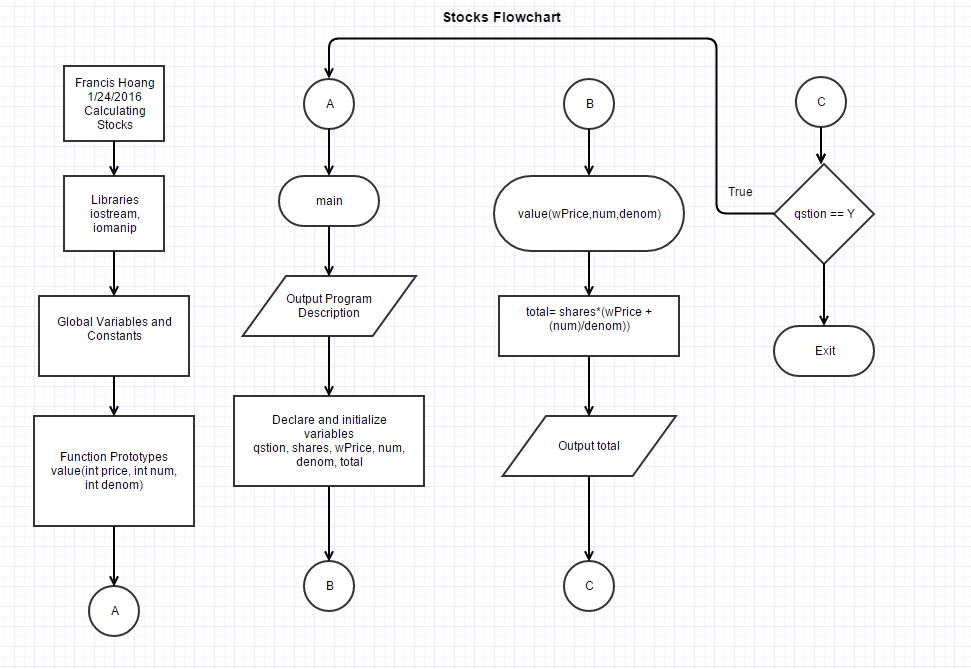 Stocks Flowchart
Francis Hoang
1/24/2016
Calculating
Stocks
Libraries
iostream,
iomanip
Global Variables and
Constants
Function Prototypes
value(int price, int num,
int denom)
A
A
main
Output Program
Description
Declare and initialize
variables
qstion, shares, wPrice, num,
denom, total
B
B
value(wPrice,num,denom)
total= shares*(wPrice +
(num)/denom))
Output total
C
C
qstion == Y
True
Exit